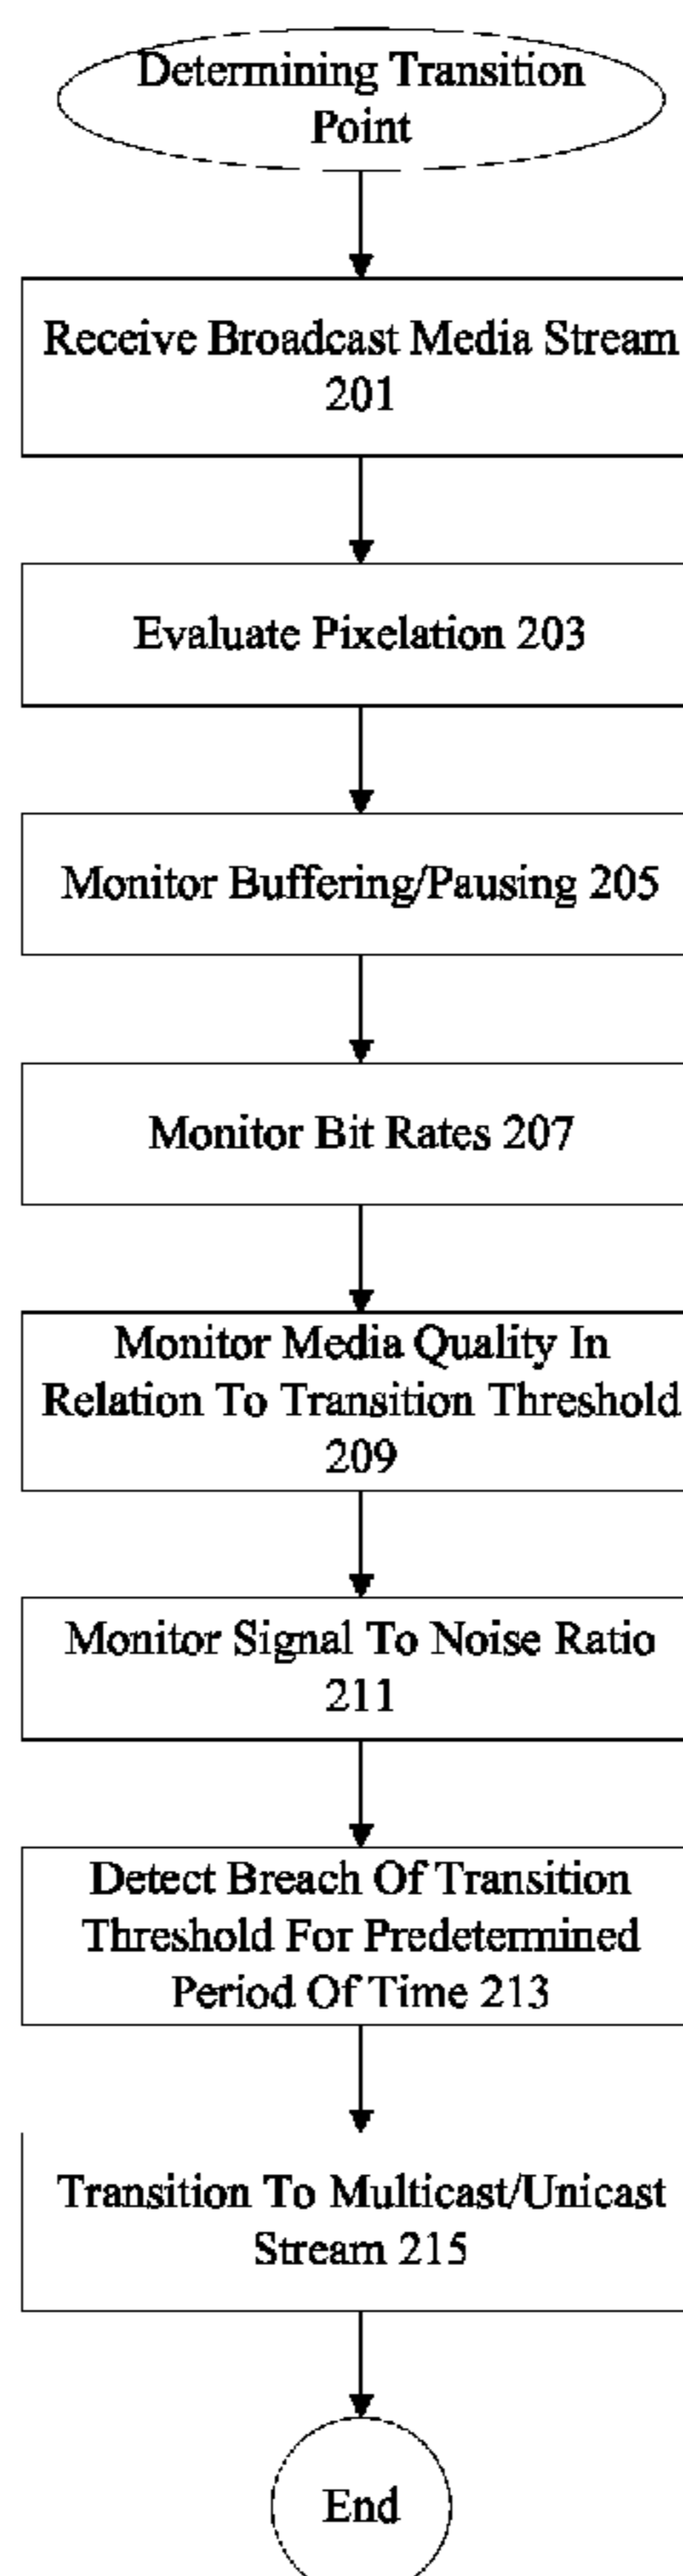 Determining Transition
Point
Receive Broadcast Media Stream
201
Evaluate Pixelation 203
Monitor Buffering/Pausing 205
Monitor Bit Rates 207
Monitor Media Quality In
Relation To Transition Threshold
209
Monitor Signal To Noise Ratio
211
Detect Breach Of Transition
Threshold For Predetermined
Period Of Time 213
Transition To Multicast/Unicast
Stream 215
End